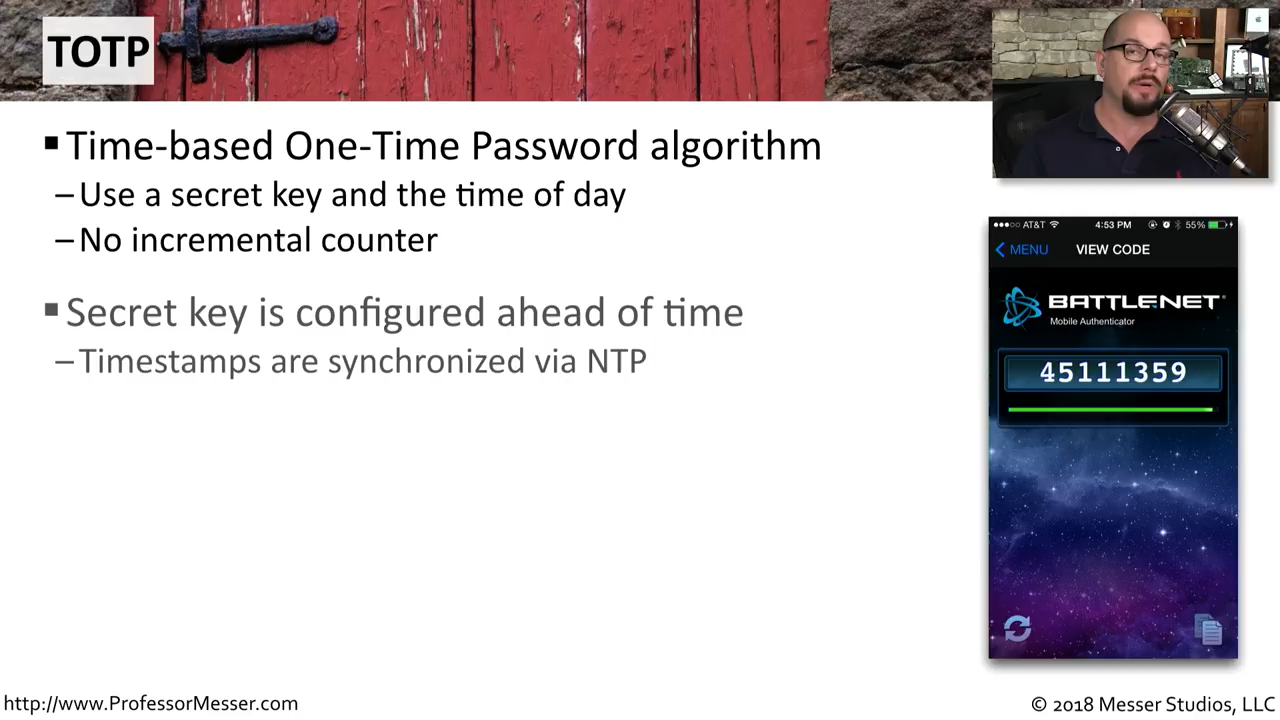 TOTP
▪ Time-based One-Time Password algorithm
– Use a secret key and the time of day
– No incremental counter
▪ Secret key is configured ahead of time
– Timestamps are synchronized via NTP
AT&T 4:53 PM 55%
MENU VIEW CODE
BATTLE.NET®
Mobile Authenticator
45111359
http://www.ProfessorMesser.com
© 2018 Messer Studios, LLC